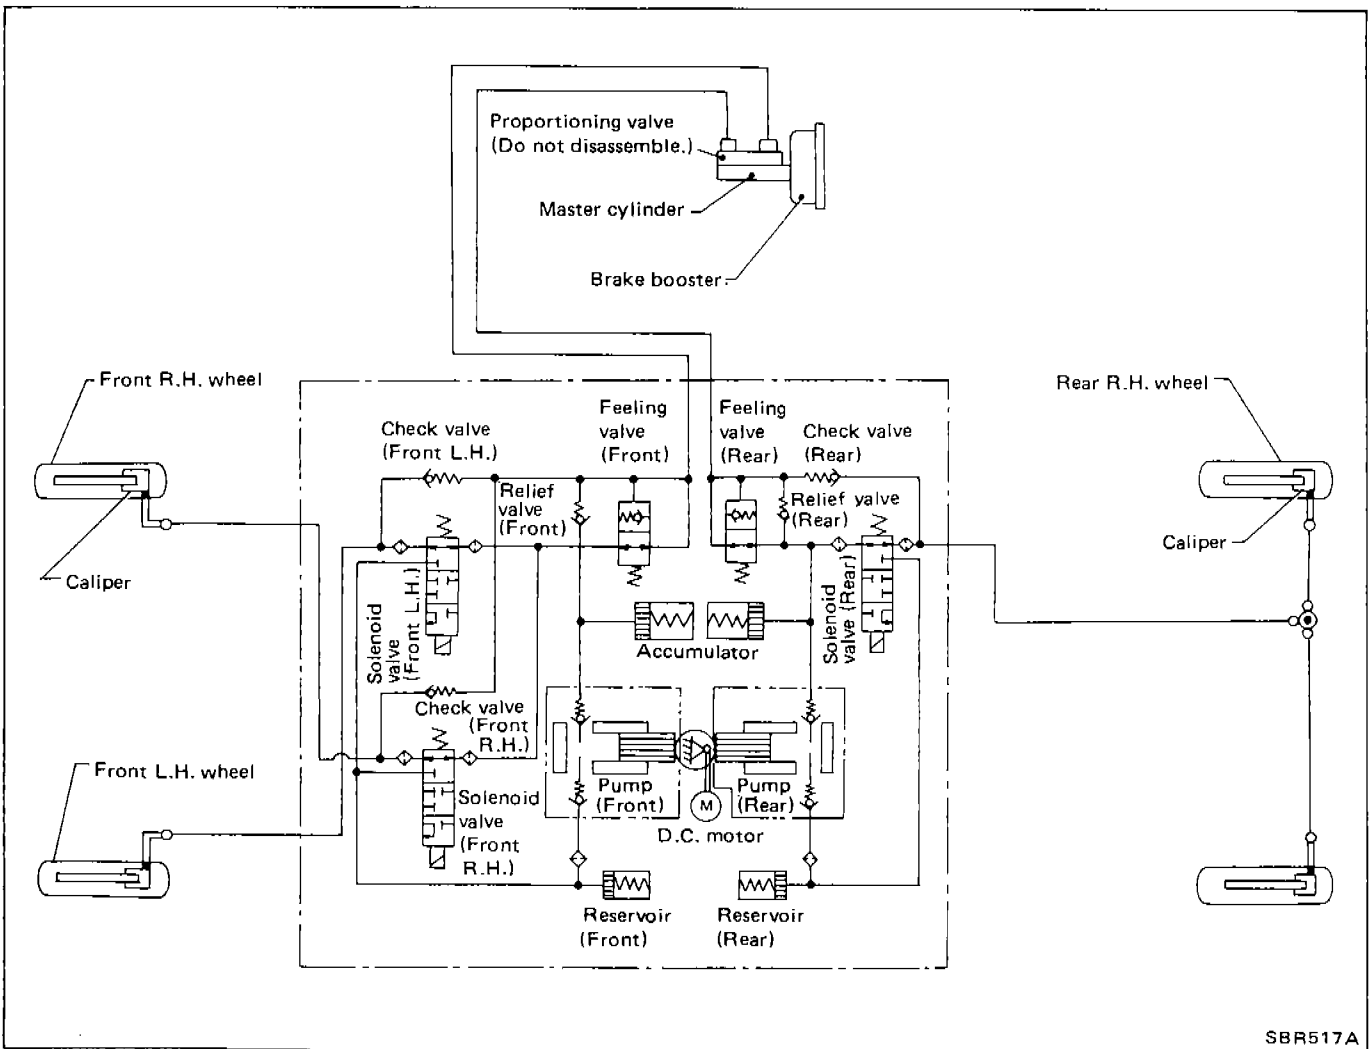 Proportioning valve
(Do not disassemble.)
Master cylinder
Brake booster
Front R.H. wheel
Rear R.H. wheel
Check valve
(Front L.H.)
Feeling
valve
(Front)
Feeling
valve
(Rear)
Check valve
(Rear)
Relief
valve
(Front)
Relief valve
(Rear)
Caliper
Caliper
Solenoid
valve
(Front L.H.)
Accumulator
Solenoid
valve (Rear)
Check valve
(Front
R.H.)
Front L.H. wheel
Solenoid
valve
(Front
R.H.)
Pump
(Front)
M
Pump
(Rear)
D.C. motor
Reservoir
(Front)
Reservoir
(Rear)
SBR517A